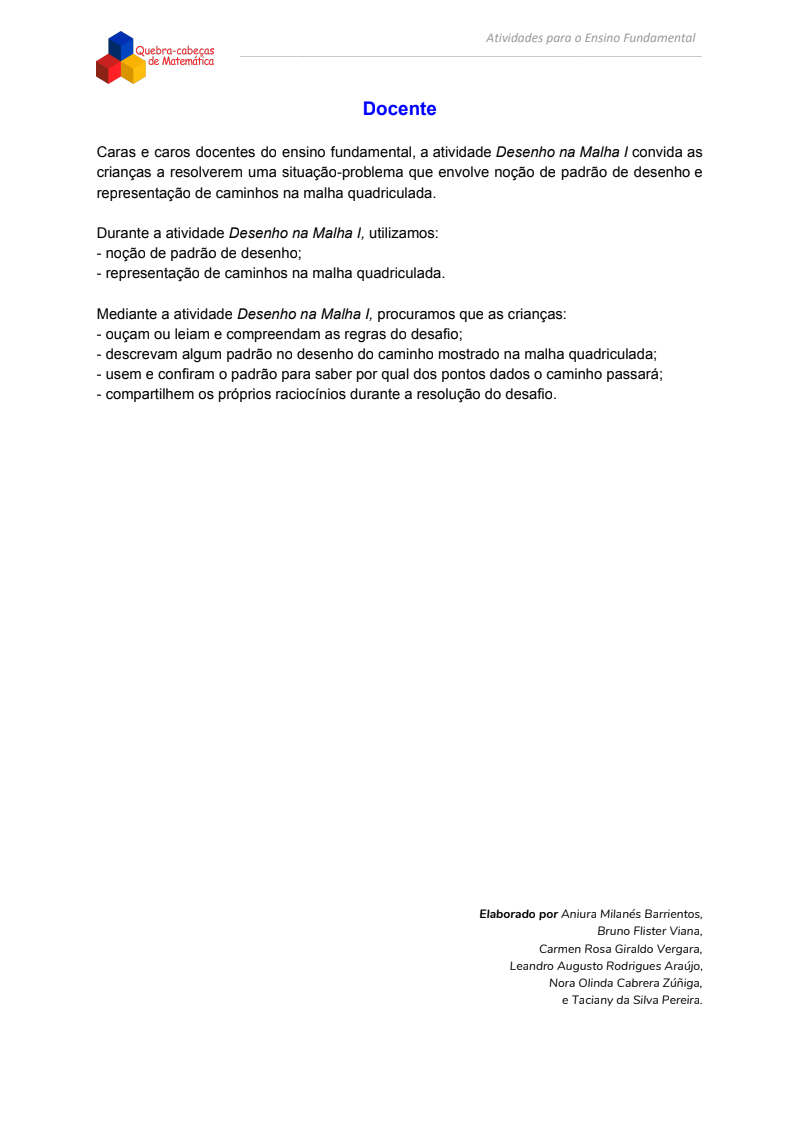 Quebra-cabeças
de Matemática
Atividades para o Ensino Fundamental
Docente
Caras e caros docentes do ensino fundamental, a atividade Desenho na Malha I convida as
crianças a resolverem uma situação-problema que envolve noção de padrão de desenho e
representação de caminhos na malha quadriculada.
Durante a atividade Desenho na Malha I, utilizamos:
- noção de padrão de desenho;
- representação de caminhos na malha quadriculada.
Mediante a atividade Desenho na Malha I, procuramos que as crianças:
- ouçam ou leiam e compreendam as regras do desafio;
- descrevam algum padrão no desenho do caminho mostrado na malha quadriculada;
- usem e confiram o padrão para saber por qual dos pontos dados o caminho passará;
- compartilhem os próprios raciocínios durante a resolução do desafio.
Elaborado por Aniura Milanés Barrientos,
Bruno Flister Viana,
Carmen Rosa Giraldo Vergara,
Leandro Augusto Rodrigues Araújo,
Nora Olinda Cabrera Zúñiga,
e Taciany da Silva Pereira.